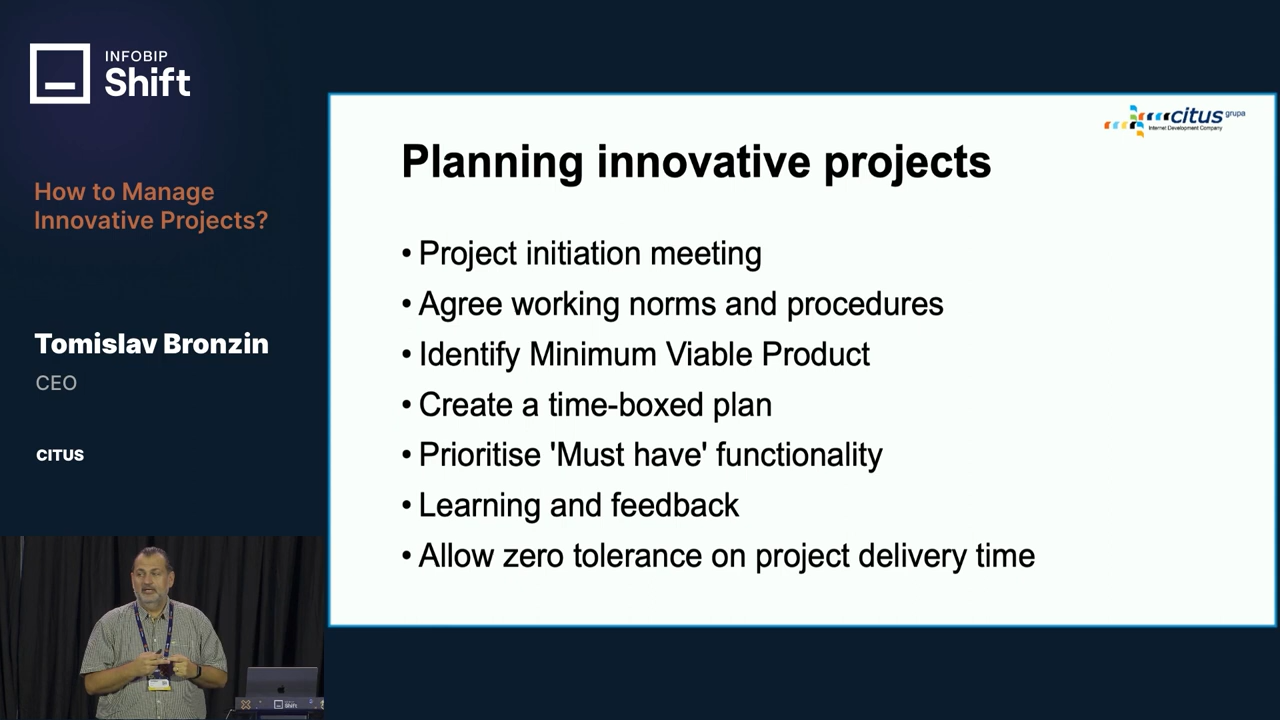 INFOBIP
Shift
How to Manage
Innovative Projects?
Tomislav Bronzin
CEO
CITUS
citus grupa
Internet Development Company
Planning innovative projects
• Project initiation meeting
• Agree working norms and procedures
• Identify Minimum Viable Product
• Create a time-boxed plan
• Prioritise 'Must have' functionality
• Learning and feedback
• Allow zero tolerance on project delivery time
Shift